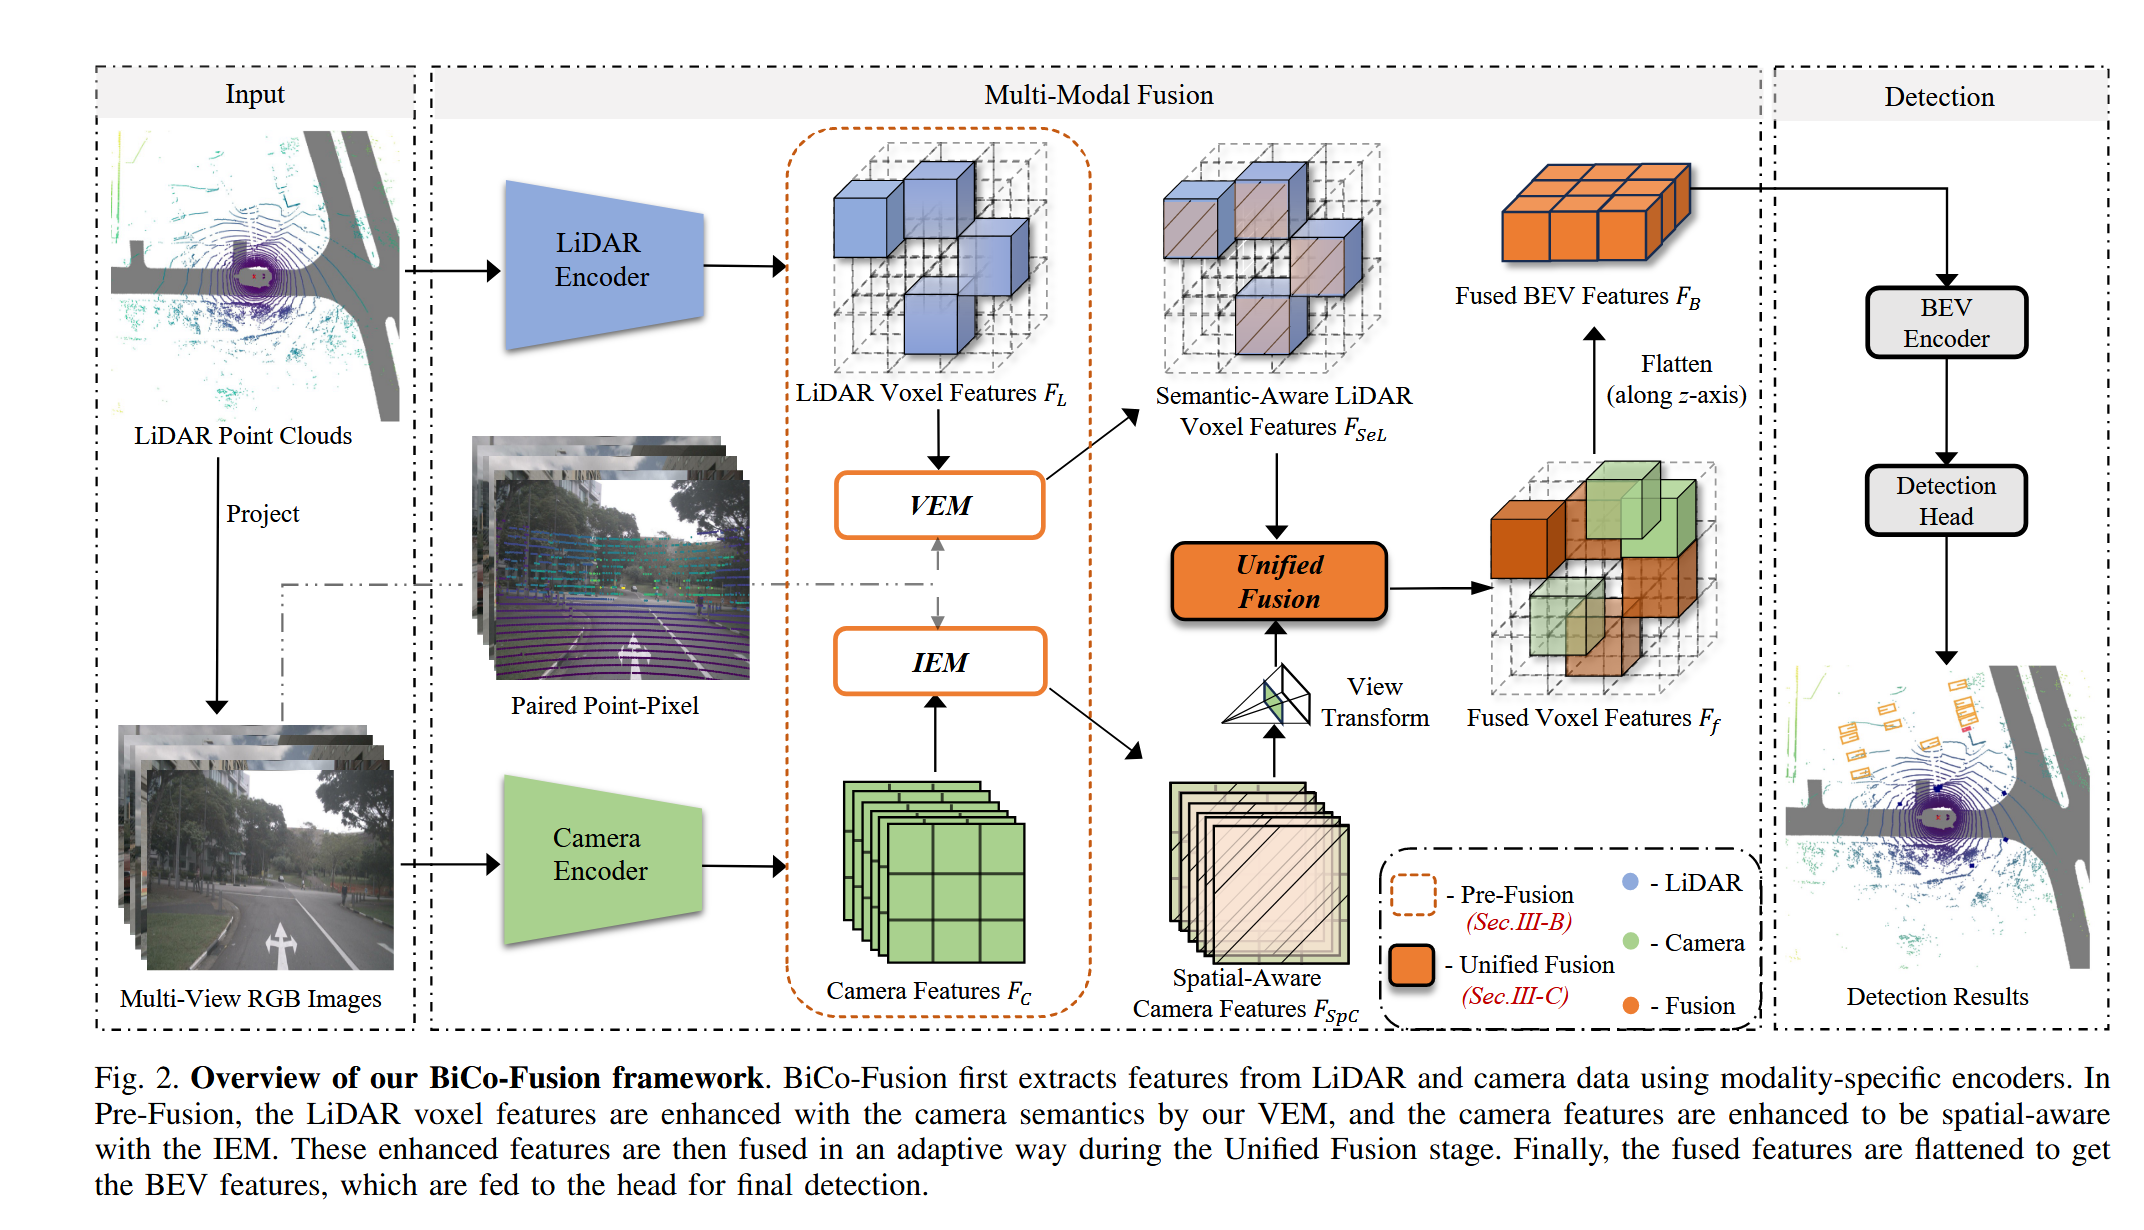 Input
Multi-Modal Fusion
Detection
LiDAR Point Clouds
Project
Multi-View RGB Images
LiDAR
Encoder
Camera
Encoder
Paired Point-Pixel
LiDAR Voxel Features F_L
VEM
IEM
Camera Features F_C
Semantic-Aware LiDAR
Voxel Features F_SeL
Unified
Fusion
View
Transform
Spatial-Aware
Camera Features F_SpC
Fused BEV Features F_B
Flatten
(along z-axis)
Fused Voxel Features F_f
- Pre-Fusion
(Sec.III-B)
- Unified Fusion
(Sec.III-C)
- LiDAR
- Camera
- Fusion
BEV
Encoder
Detection
Head
Detection Results
Fig. 2. Overview of our BiCo-Fusion framework. BiCo-Fusion first extracts features from LiDAR and camera data using modality-specific encoders. In
Pre-Fusion, the LiDAR voxel features are enhanced with the camera semantics by our VEM, and the camera features are enhanced to be spatial-aware
with the IEM. These enhanced features are then fused in an adaptive way during the Unified Fusion stage. Finally, the fused features are flattened to get
the BEV features, which are fed to the head for final detection.